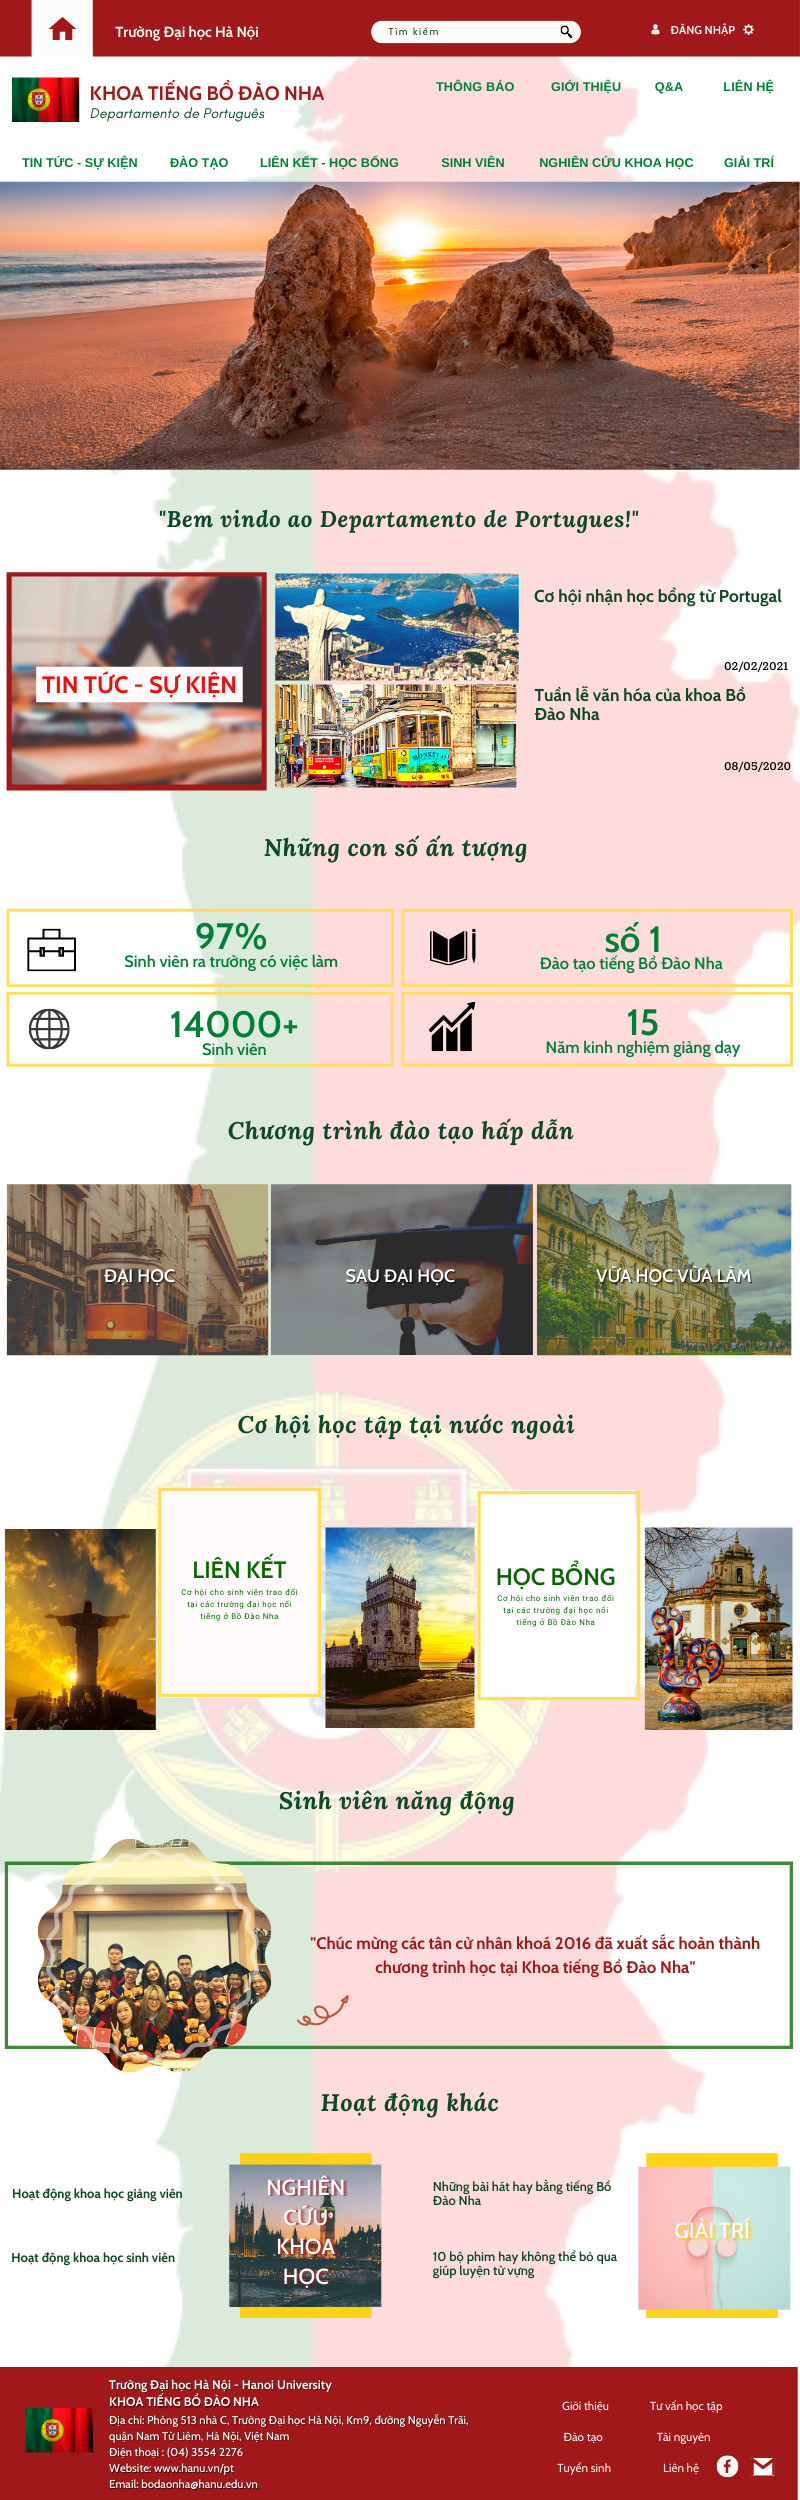 Trường Đại học Hà Nội
Tìm kiếm
ĐĂNG NHẬP
KHOA TIẾNG BỒ ĐÀO NHA
Departamento de Português
THÔNG BÁO
GIỚI THIỆU
Q&A
LIÊN HỆ
TIN TỨC - SỰ KIỆN
ĐÀO TẠO
LIÊN KẾT - HỌC BỔNG
SINH VIÊN
NGHIÊN CỨU KHOA HỌC
GIẢI TRÍ
"Bem vindo ao Departamento de Portugues!"
TIN TỨC - SỰ KIỆN
Cơ hội nhận học bổng từ Portugal
02/02/2021
Tuần lễ văn hóa của khoa Bồ
Đào Nha
08/05/2020
Những con số ấn tượng
97%
Sinh viên ra trường có việc làm
số 1
Đào tạo tiếng Bồ Đào Nha
14000+
Sinh viên
15
Năm kinh nghiệm giảng dạy
Chương trình đào tạo hấp dẫn
ĐẠI HỌC
SAU ĐẠI HỌC
VỪA HỌC VỪA LÀM
Cơ hội học tập tại nước ngoài
LIÊN KẾT
Cơ hội cho sinh viên trao đổi
tại các trường đại học nổi
tiếng ở Bồ Đào Nha
HỌC BỔNG
Cơ hội cho sinh viên trao đổi
tại các trường đại học nổi
tiếng ở Bồ Đào Nha
Sinh viên năng động
"Chúc mừng các tân cử nhân khoá 2016 đã xuất sắc hoàn thành
chương trình học tại Khoa tiếng Bồ Đào Nha"
Hoạt động khác
Hoạt động khoa học giảng viên
Hoạt động khoa học sinh viên
NGHIÊN
CỨU
KHOA
HỌC
Những bài hát hay bằng tiếng Bồ
Đào Nha
10 bộ phim hay không thể bỏ qua
giúp luyện từ vựng
GIẢI TRÍ
Trường Đại học Hà Nội - Hanoi University
KHOA TIẾNG BỒ ĐÀO NHA
Địa chỉ: Phòng 513 nhà C, Trường Đại học Hà Nội, Km9, đường Nguyễn Trãi,
quận Nam Từ Liêm, Hà Nội, Việt Nam
Điện thoại : (04) 3554 2276
Website: www.hanu.vn/pt
Email: bodaonha@hanu.edu.vn
Giới thiệu
Tư vấn học tập
Đào tạo
Tài nguyên
Tuyển sinh
Liên hệ